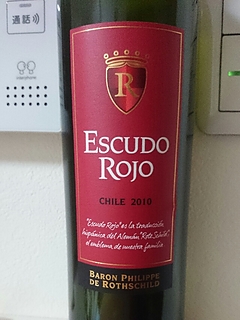 通話
R
ESCUDO
ROJO
CHILE 2010
"Escudo Rojo" es la traducción
hispánica del Alemán "Rote Schild",
el emblema de nuestra familia.
BARON PHILIPPE
DE ROTHSCHILD